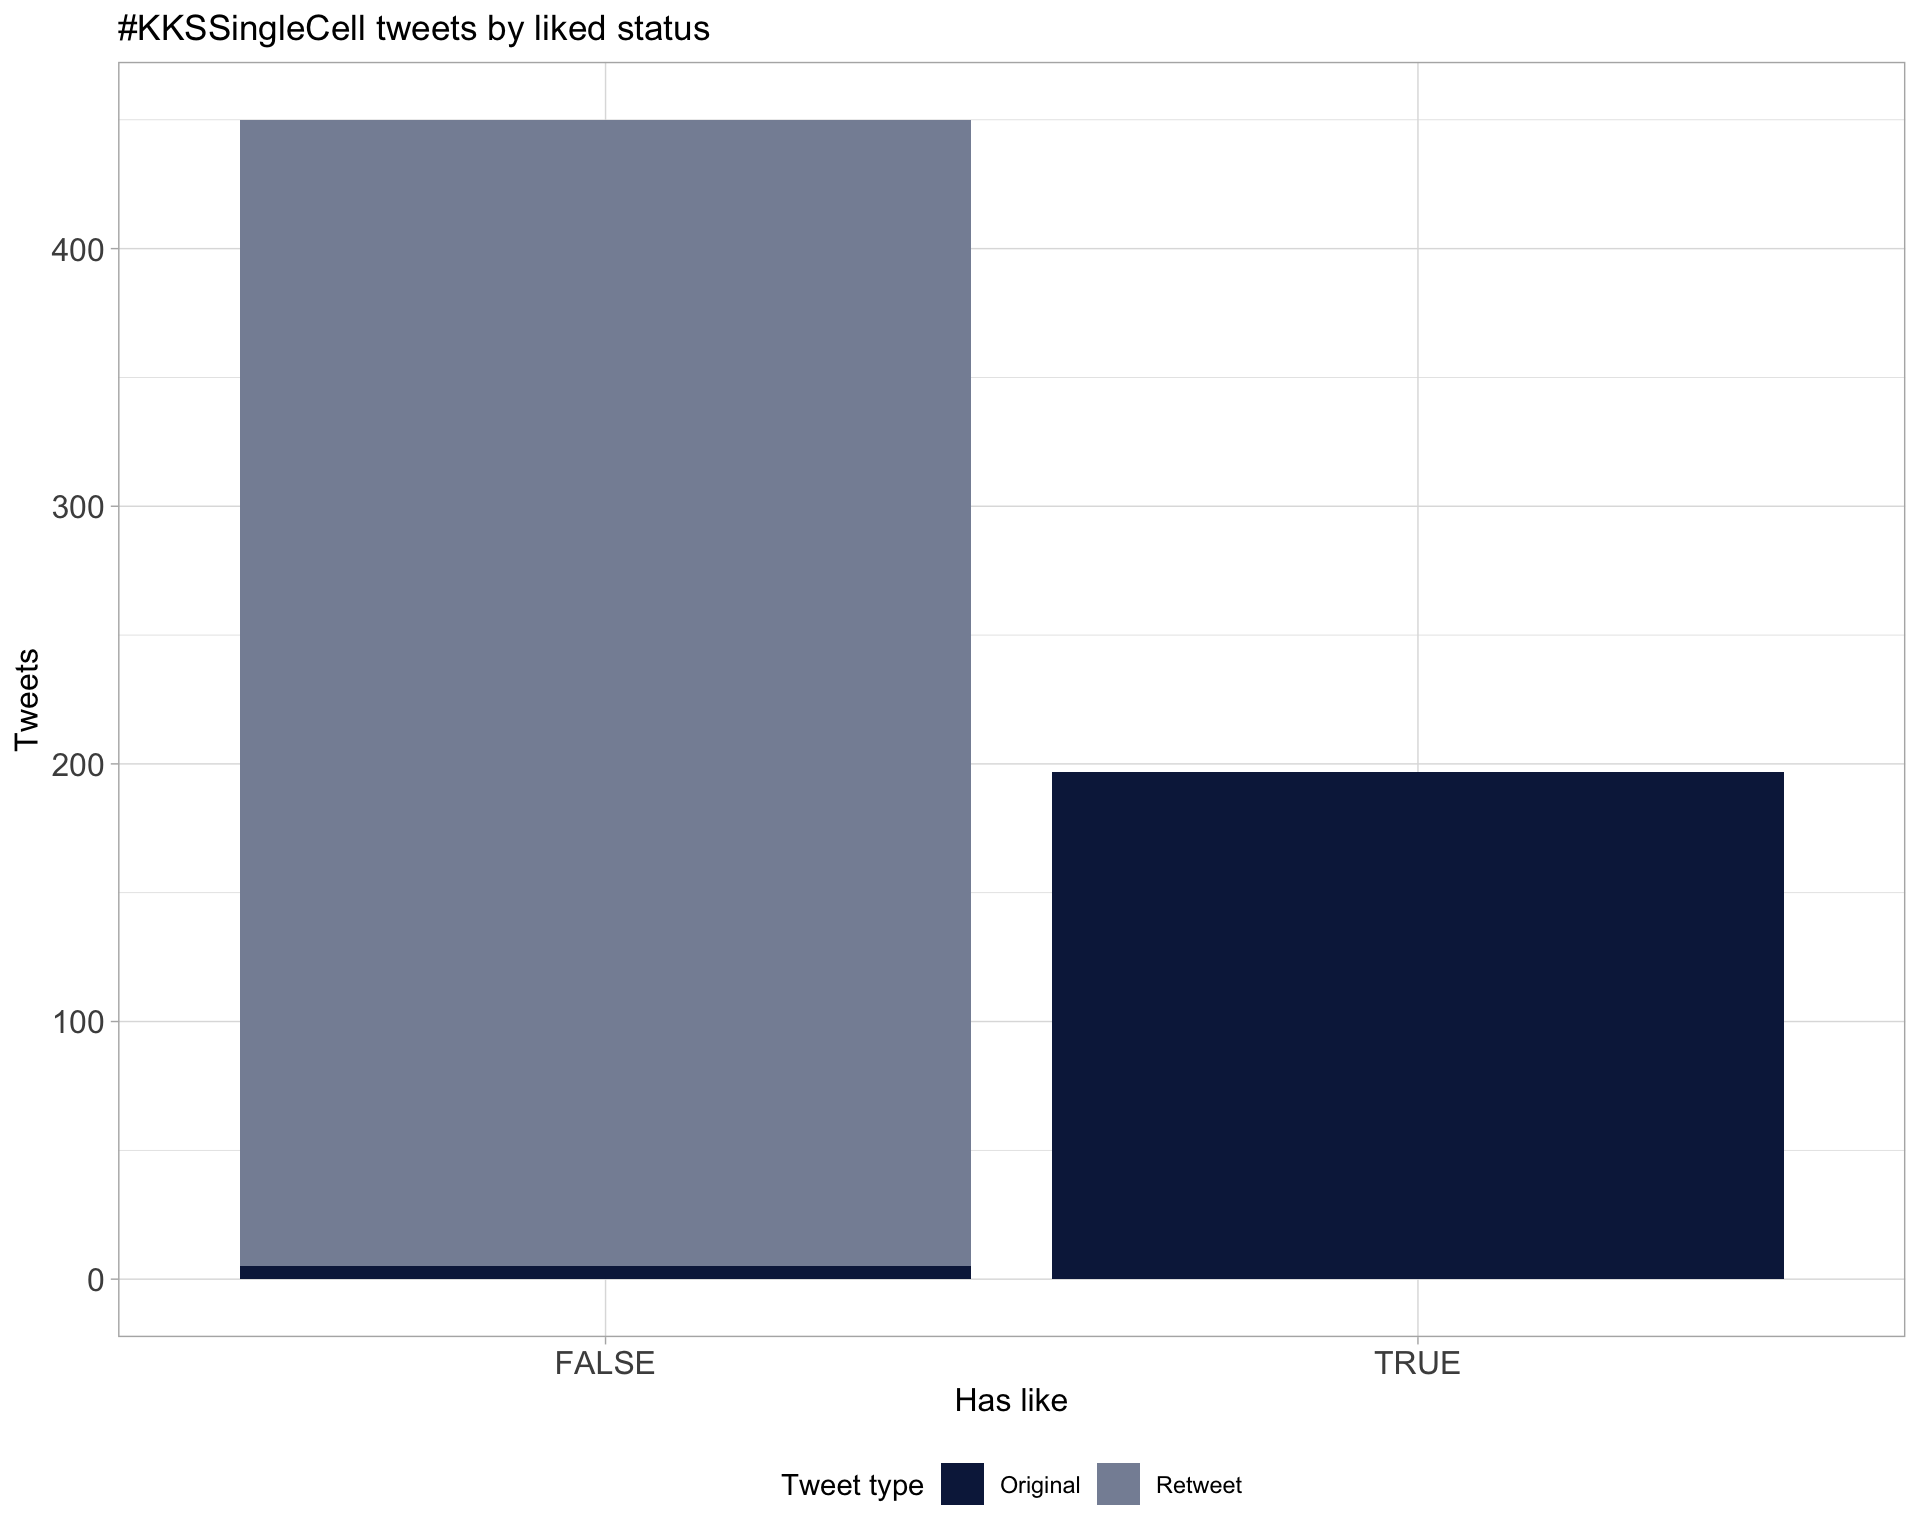 #KKSSingleCell tweets by liked status
400
300
200
100
0
Tweets
FALSE TRUE
Has like
Tweet type Original Retweet